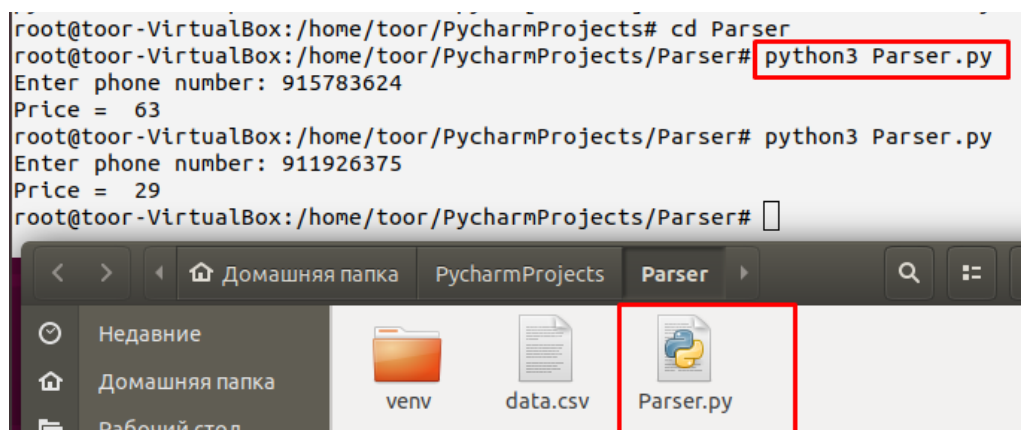 root@toor-VirtualBox:/home/toor/PycharmProjects# cd Parser
root@toor-VirtualBox:/home/toor/PycharmProjects/Parser# python3 Parser.py
Enter phone number: 915783624
Price =  63
root@toor-VirtualBox:/home/toor/PycharmProjects/Parser# python3 Parser.py
Enter phone number: 911926375
Price =  29
root@toor-VirtualBox:/home/toor/PycharmProjects/Parser#
Домашняя папка PycharmProjects Parser
Недавние
Домашняя папка
Рабочий стол
venv data.csv Parser.py